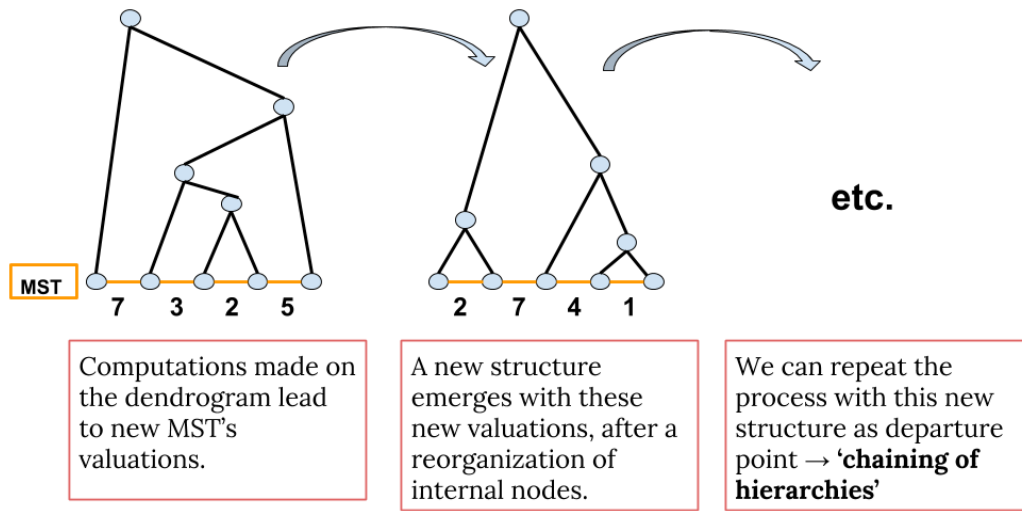 etc.
MST
7 3 2 5
2 7 4 1
Computations made on
the dendrogram lead
to new MST's
valuations.
A new structure
emerges with these
new valuations, after a
reorganization of
internal nodes.
We can repeat the
process with this new
structure as departure
point → ‘chaining of
hierarchies’